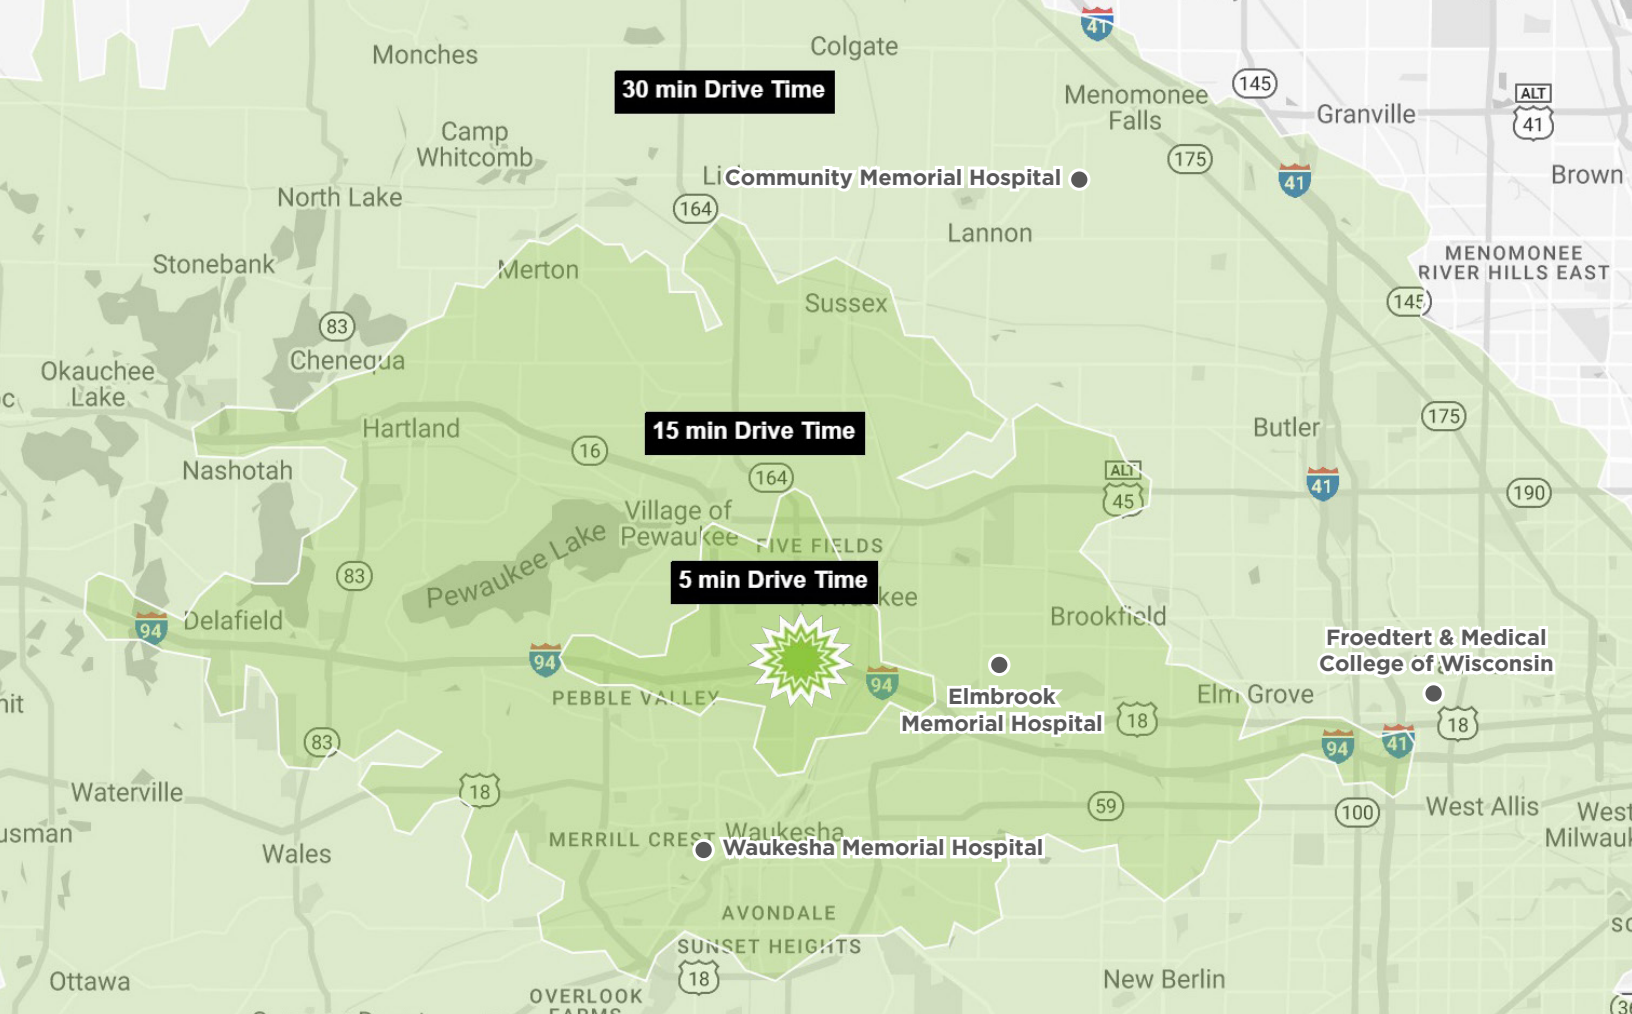 41
Colgate
Monches
145
30 min Drive Time
ALT
41
Menomonee
Falls
Granville
Camp
Whitcomb
175
Brown
Community Memorial Hospital
41
North Lake
164
Lannon
Stonebank
Merton
MENOMONEE
RIVER HILLS EAST
Sussex
145
83
Chenequa
Okauchee
Lake
175
Hartland
Butler
15 min Drive Time
16
Nashotah
164
ALT
45
41
190
Village of
Pewaukee
Pewaukee Lake
FIVE FIELDS
83
5 min Drive Time
Delafield
94
Brookfield
Froedtert & Medical
College of Wisconsin
94
94
PEBBLE VALLEY
Elmbrook
Memorial Hospital
Elm Grove
18
18
83
94
41
Waterville
18
59
100
West Allis
West
Milwauk
usman
MERRILL CREST
Waukesha
Waukesha Memorial Hospital
Wales
AVONDALE
SUNSET HEIGHTS
18
Ottawa
New Berlin
OVERLOOK
FARMS